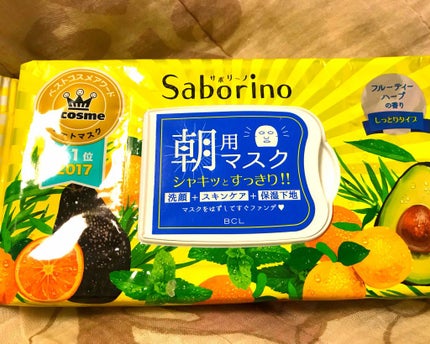 サボリーノ
Saborino
ベストコスメアワード
cosme
シートマスク
1位
2017
フルーティー
ハーブ
の香り
しっとりタイプ
朝用
マスク
シャキッとすっきり!!
洗顔+スキンケア+保湿下地
マスクをはずしてすぐファンデ♥
BCL